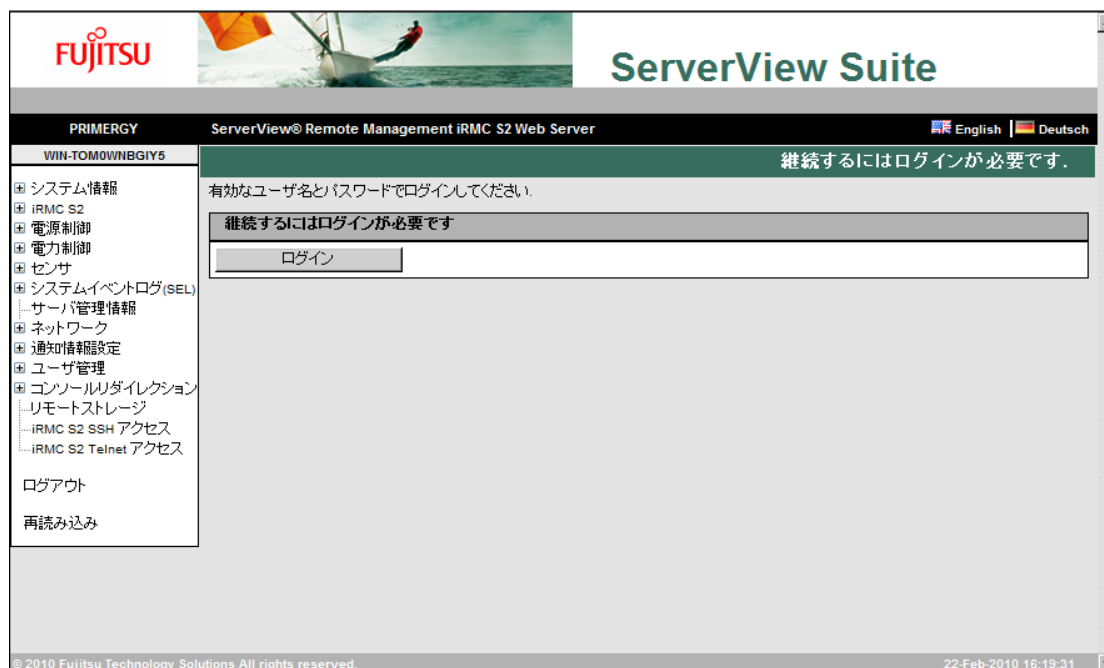 FUJITSU
ServerView Suite
PRIMERGY
ServerView® Remote Management iRMC S2 Web Server
English
Deutsch
WIN-TOM0WNBGIY5
継続するにはログインが必要です.
システム情報
iRMC S2
電源制御
電力制御
センサ
システムイベントログ(SEL)
サーバ管理情報
ネットワーク
通知情報設定
ユーザ管理
コンソールリダイレクション
リモートストレージ
iRMC S2 SSH アクセス
iRMC S2 Telnet アクセス
ログアウト
再読み込み
有効なユーザ名とパスワードでログインしてください.
継続するにはログインが必要です
ログイン
© 2010 Fujitsu Technology Solutions All rights reserved.
22-Feb-2010 16:19:31